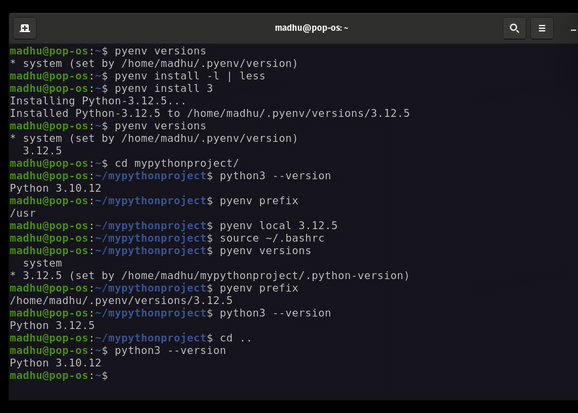 madhu@pop-os: ~
madhu@pop-os:~$ pyenv versions
* system (set by /home/madhu/.pyenv/version)
madhu@pop-os:~$ pyenv install -l | less
madhu@pop-os:~$ pyenv install 3
Installing Python-3.12.5...
Installed Python-3.12.5 to /home/madhu/.pyenv/versions/3.12.5
madhu@pop-os:~$ pyenv versions
* system (set by /home/madhu/.pyenv/version)
  3.12.5
madhu@pop-os:~$ cd mypythonproject/
madhu@pop-os:~/mypythonproject$ python3 --version
Python 3.10.12
madhu@pop-os:~/mypythonproject$ pyenv prefix
/usr
madhu@pop-os:~/mypythonproject$ pyenv local 3.12.5
madhu@pop-os:~/mypythonproject$ source ~/.bashrc
madhu@pop-os:~/mypythonproject$ pyenv versions
  system
* 3.12.5 (set by /home/madhu/mypythonproject/.python-version)
madhu@pop-os:~/mypythonproject$ pyenv prefix
/home/madhu/.pyenv/versions/3.12.5
madhu@pop-os:~/mypythonproject$ python3 --version
Python 3.12.5
madhu@pop-os:~/mypythonproject$ cd ..
madhu@pop-os:~$ python3 --version
Python 3.10.12
madhu@pop-os:~$